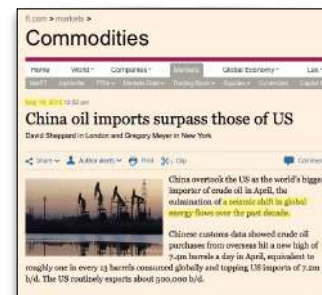 ft.com > markets >
Commodities
Home World Companies Markets Global Economy Lex
China oil imports surpass those of US
David Sheppard in London and Gregory Meyer in New York
Share Author alerts Print Clip Comments
China overtook the US as the world's bigges
importer of crude oil in April, the
culmination of a seismic shift in global
energy flows over the past decade.
Chinese customs data showed crude oil
purchases from overseas hit a new high of
7.4m barrels a day in April, equivalent to
roughly one in every 13 barrels consumed globally and topping US imports of 7.2m
b/d. The US routinely exports about 500,000 b/d.